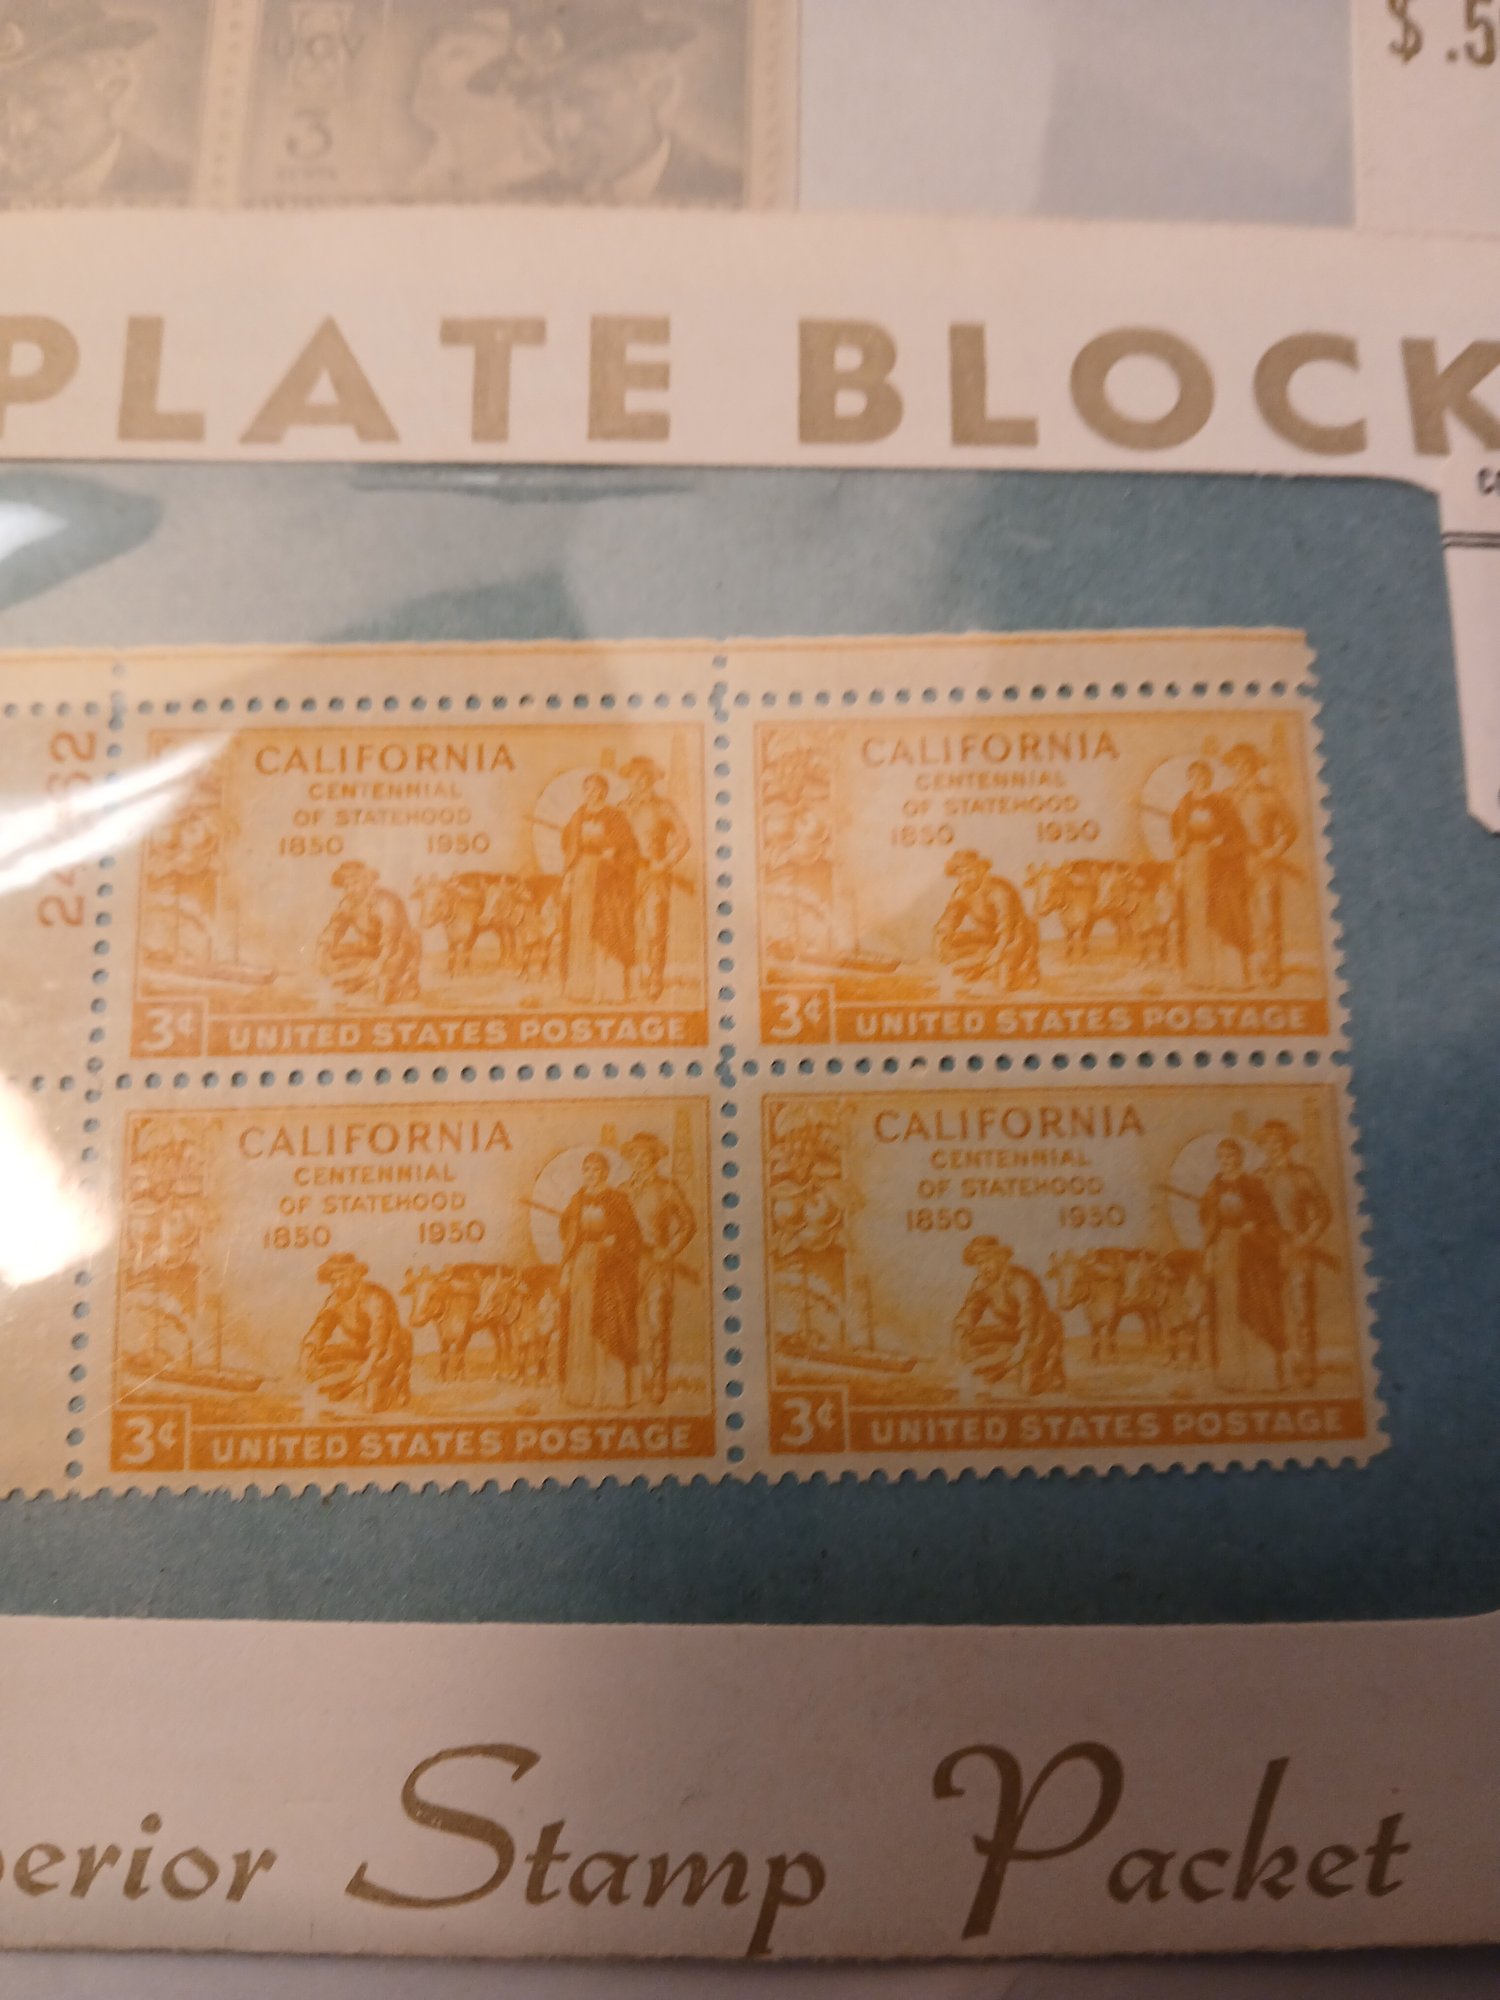 UCV
3
$ .5
PLATE BLOCK
CALIFORNIA
CENTENNIAL
OF STATEHOOD
1850 1950
3¢ UNITED STATES POSTAGE
CALIFORNIA
CENTENNIAL
OF STATEHOOD
1850 1950
3¢ UNITED STATES POSTAGE
CALIFORNIA
CENTENNIAL
OF STATEHOOD
1850 1950
3¢ UNITED STATES POSTAGE
CALIFORNIA
CENTENNIAL
OF STATEHOOD
1850 1950
3¢ UNITED STATES POSTAGE
perior Stamp Packet